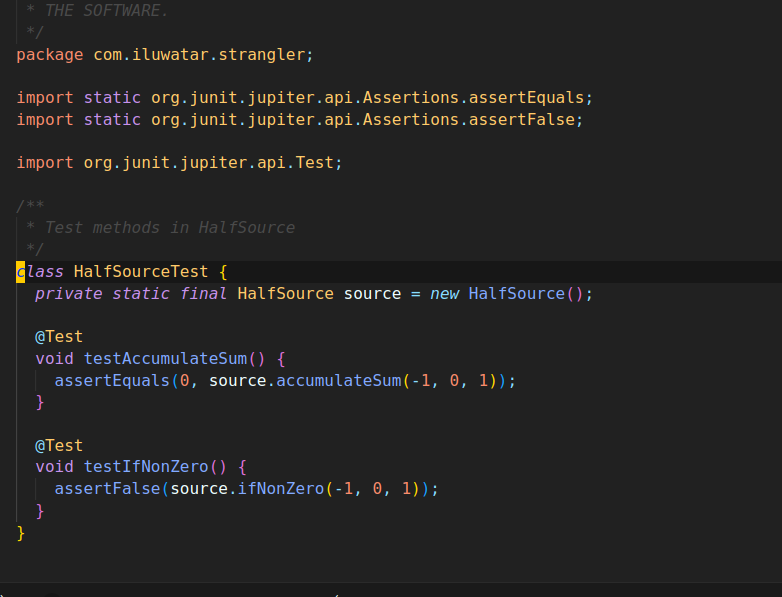 * THE SOFTWARE.
 */
package com.iluwatar.strangler;

import static org.junit.jupiter.api.Assertions.assertEquals;
import static org.junit.jupiter.api.Assertions.assertFalse;

import org.junit.jupiter.api.Test;

/**
 * Test methods in HalfSource
 */
class HalfSourceTest {
  private static final HalfSource source = new HalfSource();

  @Test
  void testAccumulateSum() {
    assertEquals(0, source.accumulateSum(-1, 0, 1));
  }

  @Test
  void testIfNonZero() {
    assertFalse(source.ifNonZero(-1, 0, 1));
  }
}